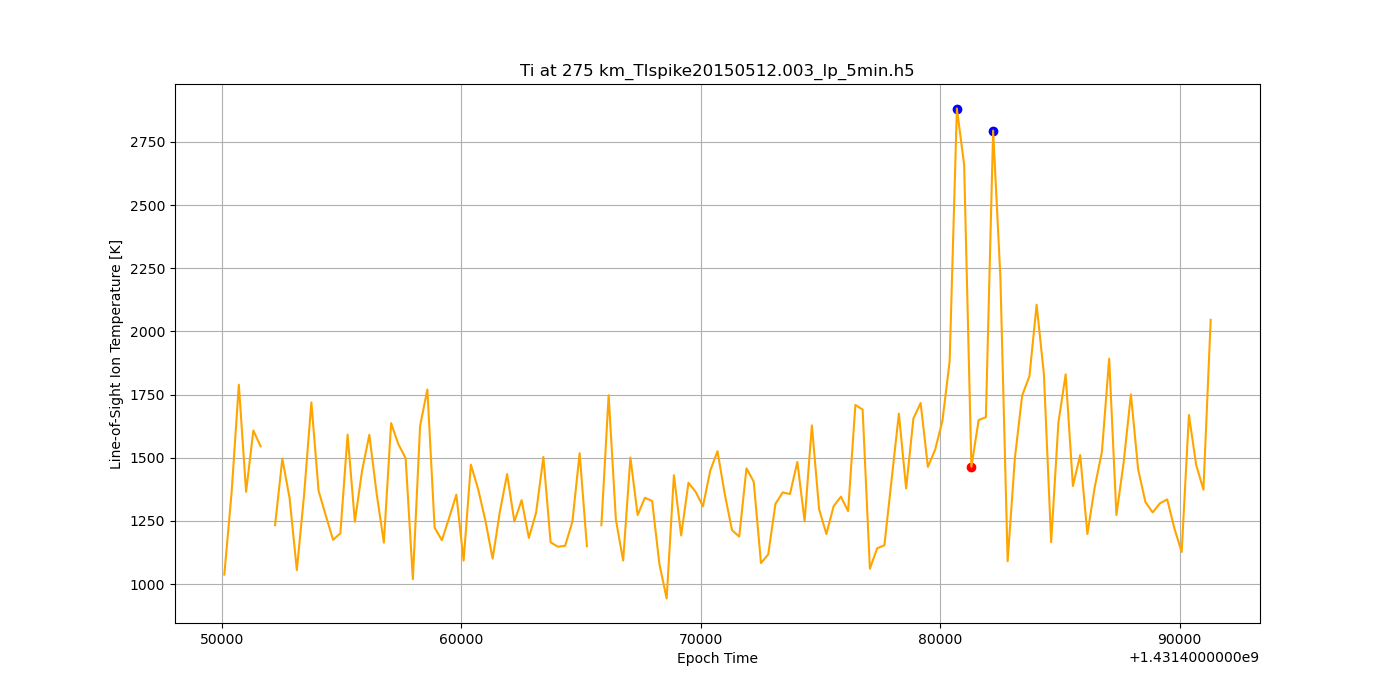 Ti at 275 km_TIspike20150512.003_lp_5min.h5
Line-of-Sight Ion Temperature [K]
2750
2500
2250
2000
1750
1500
1250
1000
50000 60000 70000 80000 90000
Epoch Time
+1.4314000000e9